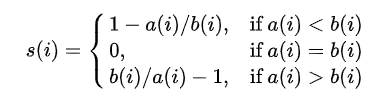 1 − a(i)/b(i), if a(i) < b(i)
s(i) = { 0, if a(i) = b(i)
b(i)/a(i) − 1, if a(i) > b(i)